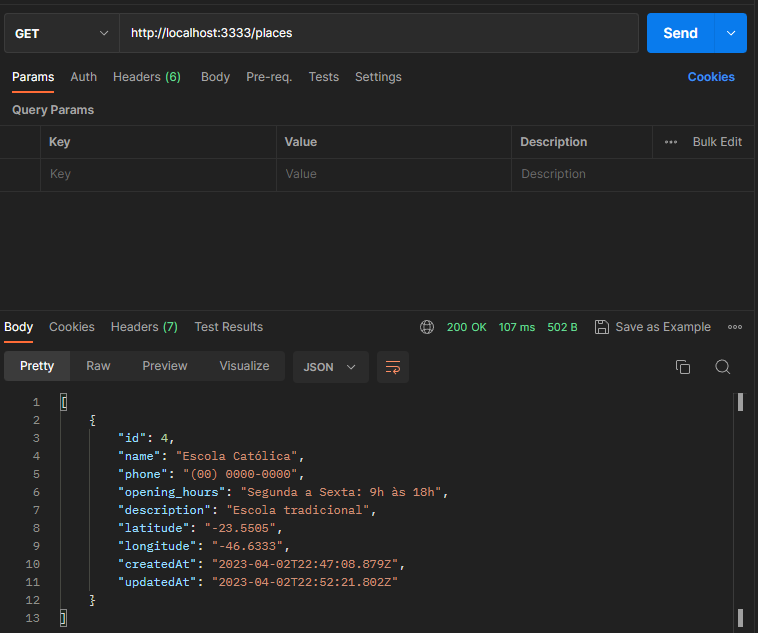 GET http://localhost:3333/places Send
Params Auth Headers (6) Body Pre-req. Tests Settings Cookies
Query Params
Key Value Description Bulk Edit
Key Value Description
Body Cookies Headers (7) Test Results 200 OK 107 ms 502 B Save as Example
Pretty Raw Preview Visualize JSON
1 [
2 {
3 "id": 4,
4 "name": "Escola Católica",
5 "phone": "(00) 0000-0000",
6 "opening_hours": "Segunda a Sexta: 9h às 18h",
7 "description": "Escola tradicional",
8 "latitude": "-23.5505",
9 "longitude": "-46.6333",
10 "createdAt": "2023-04-02T22:47:08.879Z",
11 "updatedAt": "2023-04-02T22:52:21.802Z"
12 }
13 ]